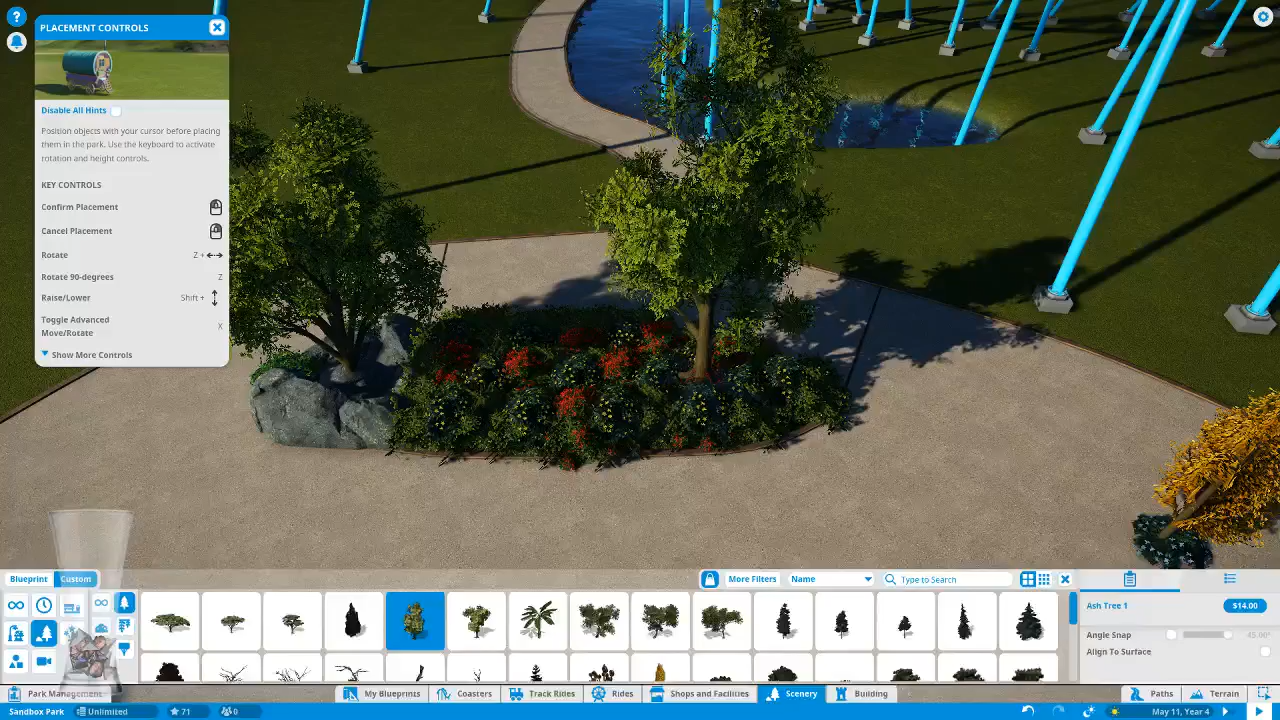 PLACEMENT CONTROLS
Disable All Hints
Position objects with your cursor before placing
them in the park. Use the keyboard to activate
rotation and height controls.
KEY CONTROLS
Confirm Placement
Cancel Placement
Rotate Z +
Rotate 90-degrees Z
Raise/Lower Shift +
Toggle Advanced
Move/Rotate X
Show More Controls
Blueprint Custom
More Filters Name Type to Search
Ash Tree 1 $14.00
Angle Snap 45.00°
Align To Surface
Park Management My Blueprints Coasters Track Rides Rides Shops and Facilities Scenery Building Paths Terrain
Sandbox Park Unlimited 71 0 May 11, Year 4